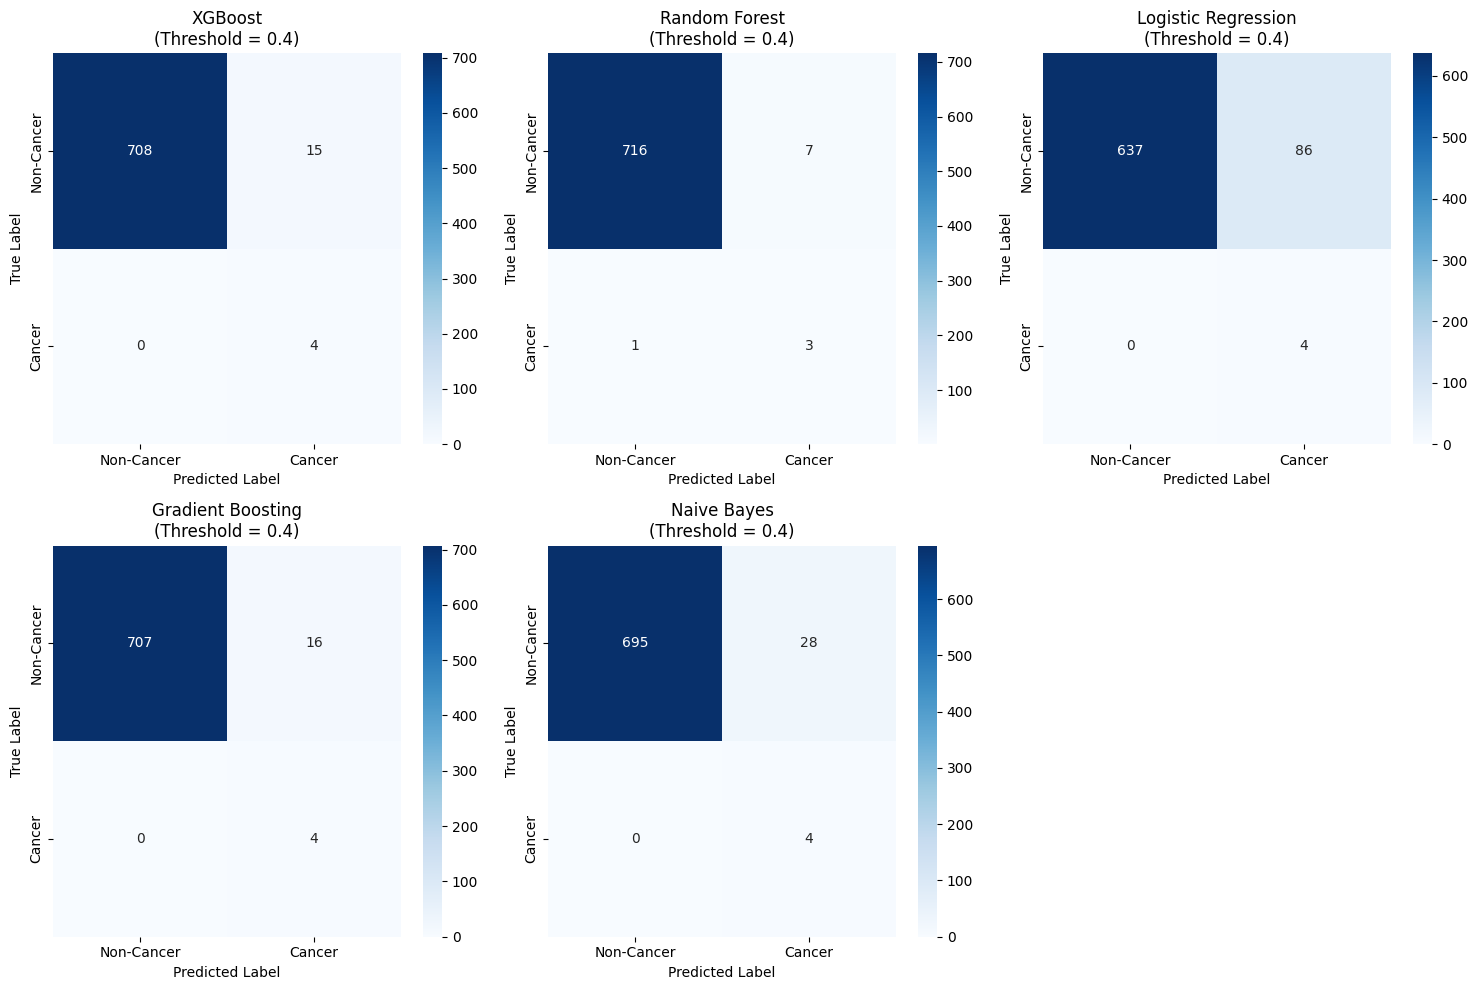 XGBoost
(Threshold = 0.4)
True Label
Non-Cancer
Cancer
708
15
0
4
Non-Cancer
Cancer
Predicted Label
700
600
500
400
300
200
100
0
Random Forest
(Threshold = 0.4)
True Label
Non-Cancer
Cancer
716
7
1
3
Non-Cancer
Cancer
Predicted Label
700
600
500
400
300
200
100
Logistic Regression
(Threshold = 0.4)
True Label
Non-Cancer
Cancer
637
86
0
4
Non-Cancer
Cancer
Predicted Label
600
500
400
300
200
100
0
Gradient Boosting
(Threshold = 0.4)
True Label
Non-Cancer
Cancer
707
16
0
4
Non-Cancer
Cancer
Predicted Label
700
600
500
400
300
200
100
0
Naive Bayes
(Threshold = 0.4)
True Label
Non-Cancer
Cancer
695
28
0
4
Non-Cancer
Cancer
Predicted Label
600
500
400
300
200
100
0